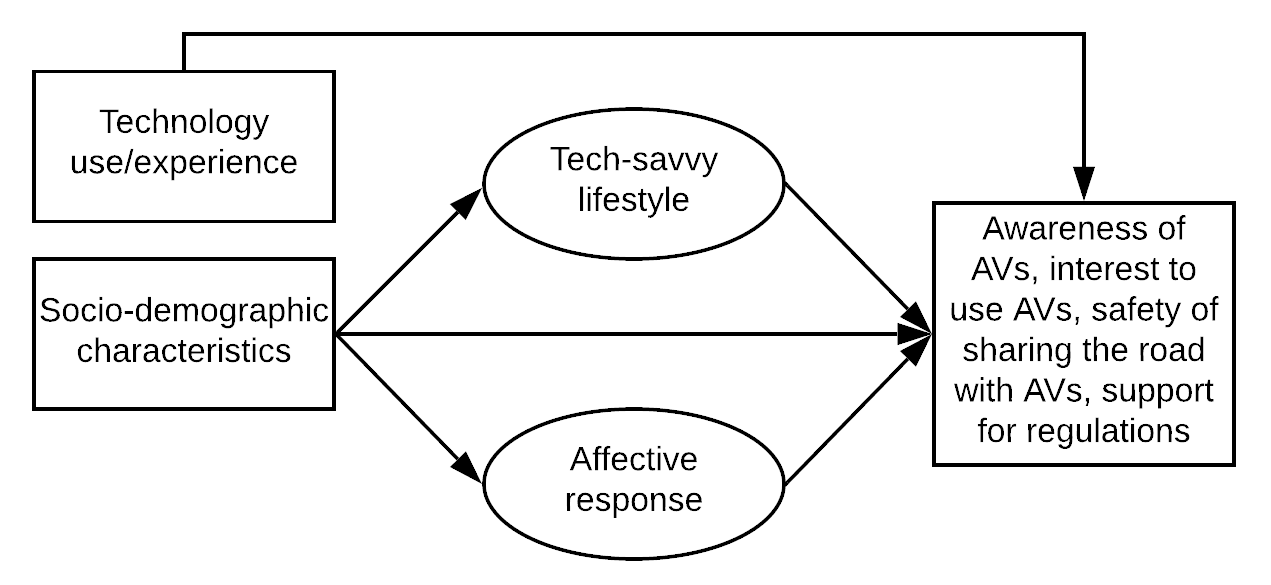 Technology
use/experience
Socio-demographic
characteristics
Tech-savvy
lifestyle
Affective
response
Awareness of
AVs, interest to
use AVs, safety of
sharing the road
with AVs, support
for regulations